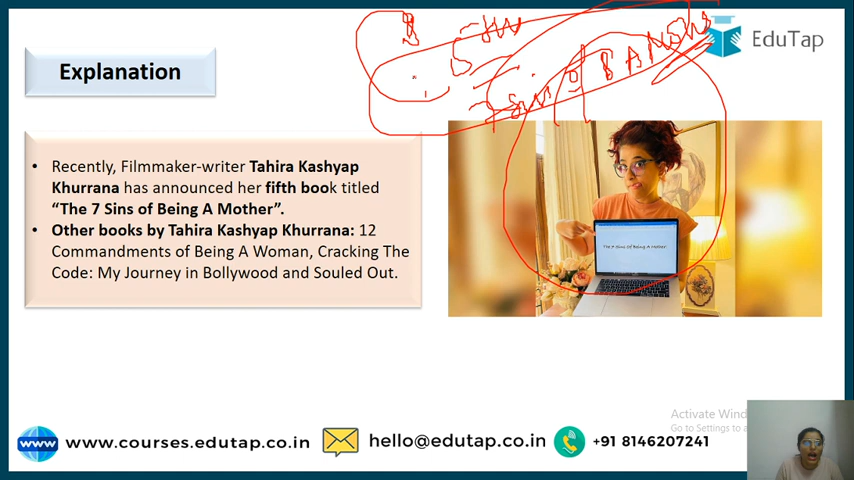 EduTap
Explanation
• Recently, Filmmaker-writer Tahira Kashyap
Khurrana has announced her fifth book titled
“The 7 Sins of Being A Mother”.
• Other books by Tahira Kashyap Khurrana: 12
Commandments of Being A Woman, Cracking The
Code: My Journey in Bollywood and Souled Out.
The 7 Sins Of Being A Mother
Activate Wind
Go to Settings to a
www.courses.edutap.co.in
hello@edutap.co.in
+91 8146207241